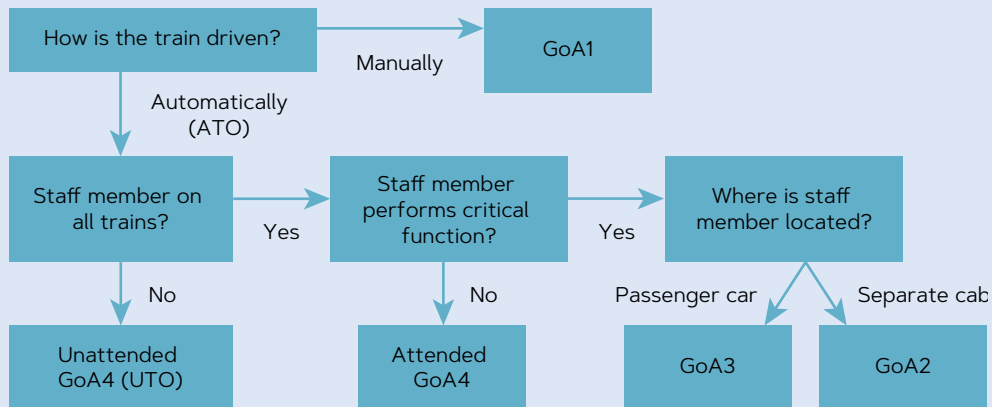 How is the train driven?
Manually
GoA1
Automatically
(ATO)
Staff member on
all trains?
Yes
Staff member
performs critical
function?
Yes
Where is staff
member located?
No
No
Passenger car
Separate cab
Unattended
GoA4 (UTO)
Attended
GoA4
GoA3
GoA2